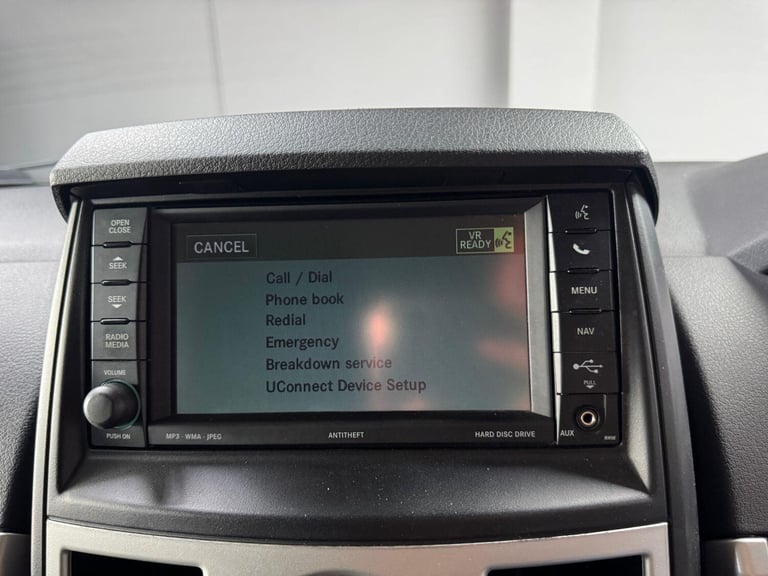 OPEN
CLOSE
SEEK
SEEK
RADIO
MEDIA
VOLUME
PUSH ON
CANCEL
VR
READY
Call / Dial
Phone book
Redial
Emergency
Breakdown service
UConnect Device Setup
MP3 · WMA · JPEG
ANTITHEFT
HARD DISC DRIVE
MENU
NAV
PULL
AUX